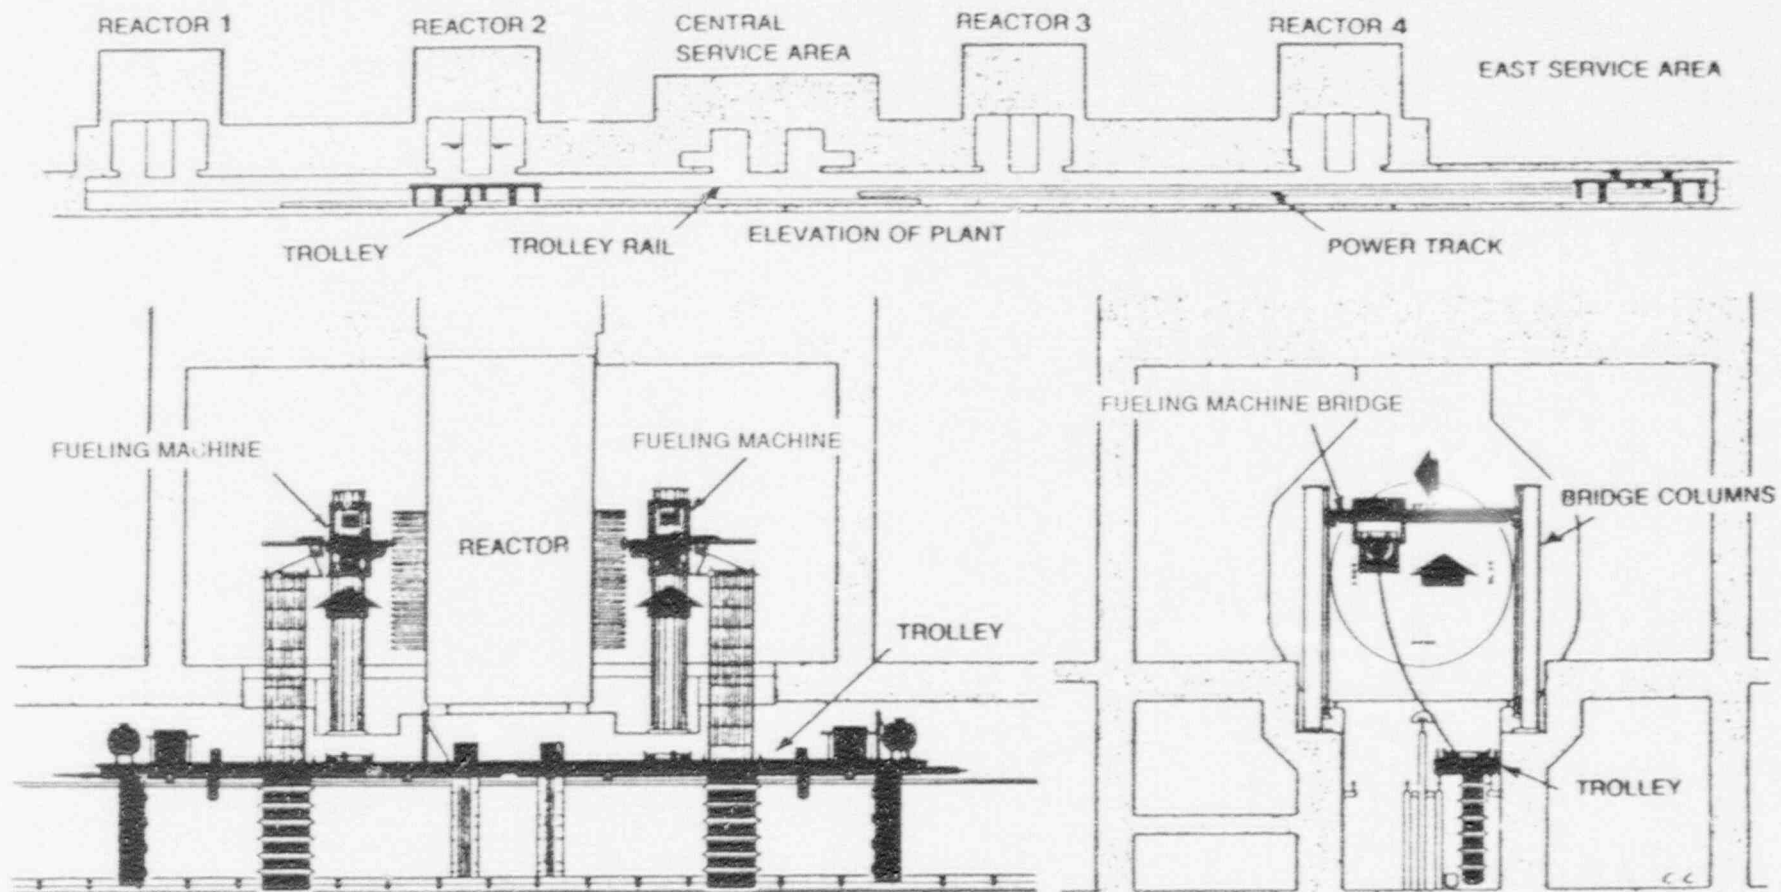 REACTOR 1
REACTOR 2
CENTRAL
SERVICE AREA
REACTOR 3
REACTOR 4
EAST SERVICE AREA
TROLLEY
TROLLEY RAIL
ELEVATION OF PLANT
POWER TRACK
FUELING MACHINE
FUELING MACHINE
REACTOR
TROLLEY
FUELING MACHINE BRIDGE
BRIDGE COLUMNS
TROLLEY